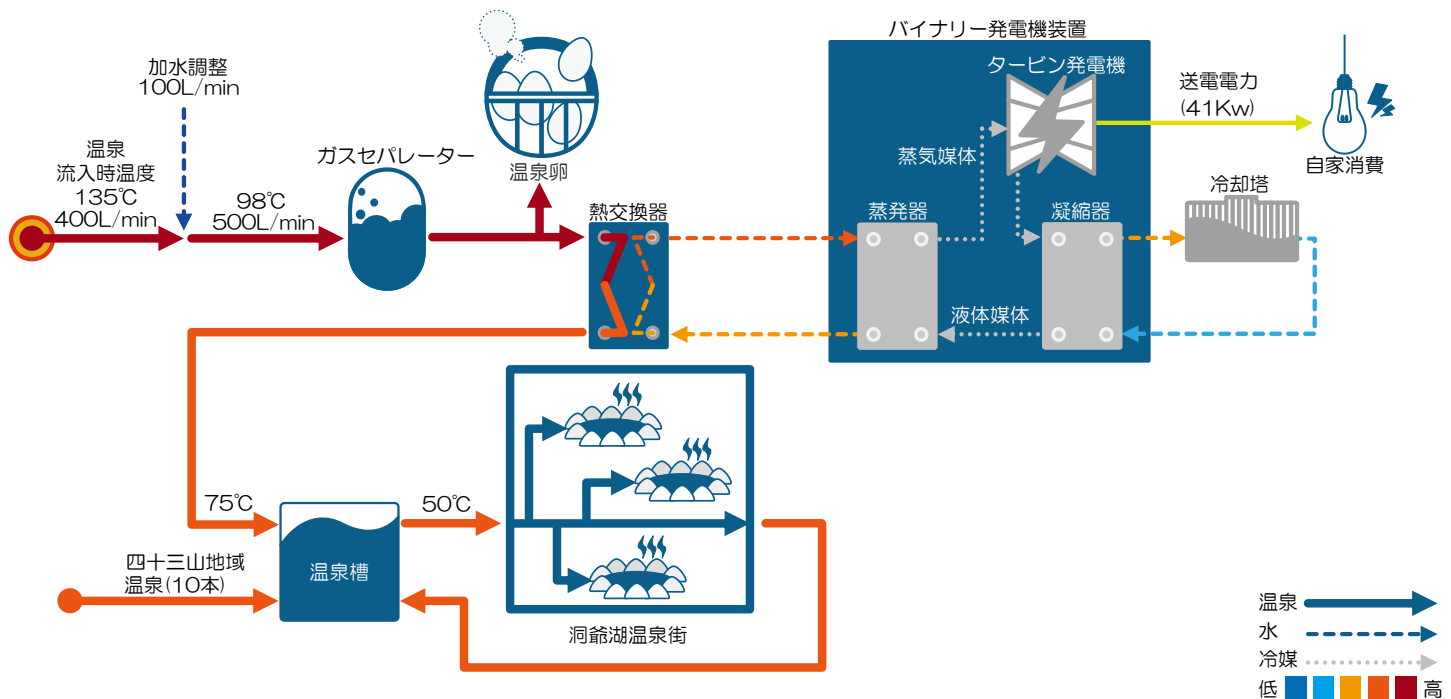 バイナリー発電機装置
加水調整
100L/min
タービン発電機
送電電力
(41Kw)
温泉
流入時温度
135℃
400L/min
98℃
500L/min
ガスセパレーター
温泉卵
蒸気媒体
自家消費
熱交換器
蒸発器
凝縮器
冷却塔
液体媒体
75℃
50℃
四十三山地域
温泉(10本)
温泉槽
洞爺湖温泉街
温泉
水
冷媒
低 高